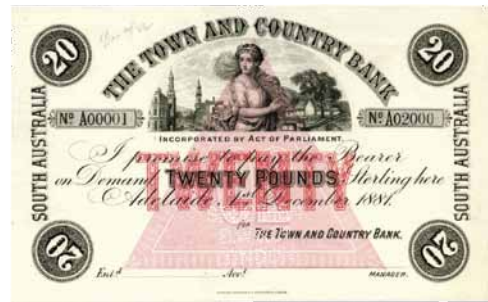 20
20
THE TOWN AND COUNTRY BANK
Nº A00001
Nº A02000
INCORPORATED BY ACT OF PARLIAMENT.
SOUTH AUSTRALIA
SOUTH AUSTRALIA
I promise to pay the Bearer
on Demand TWENTY POUNDS Sterling here
TWENTY
Adelaide 1st December 1881.
FOR
THE TOWN AND COUNTRY BANK.
20
20
Entd
Acct
MANAGER.